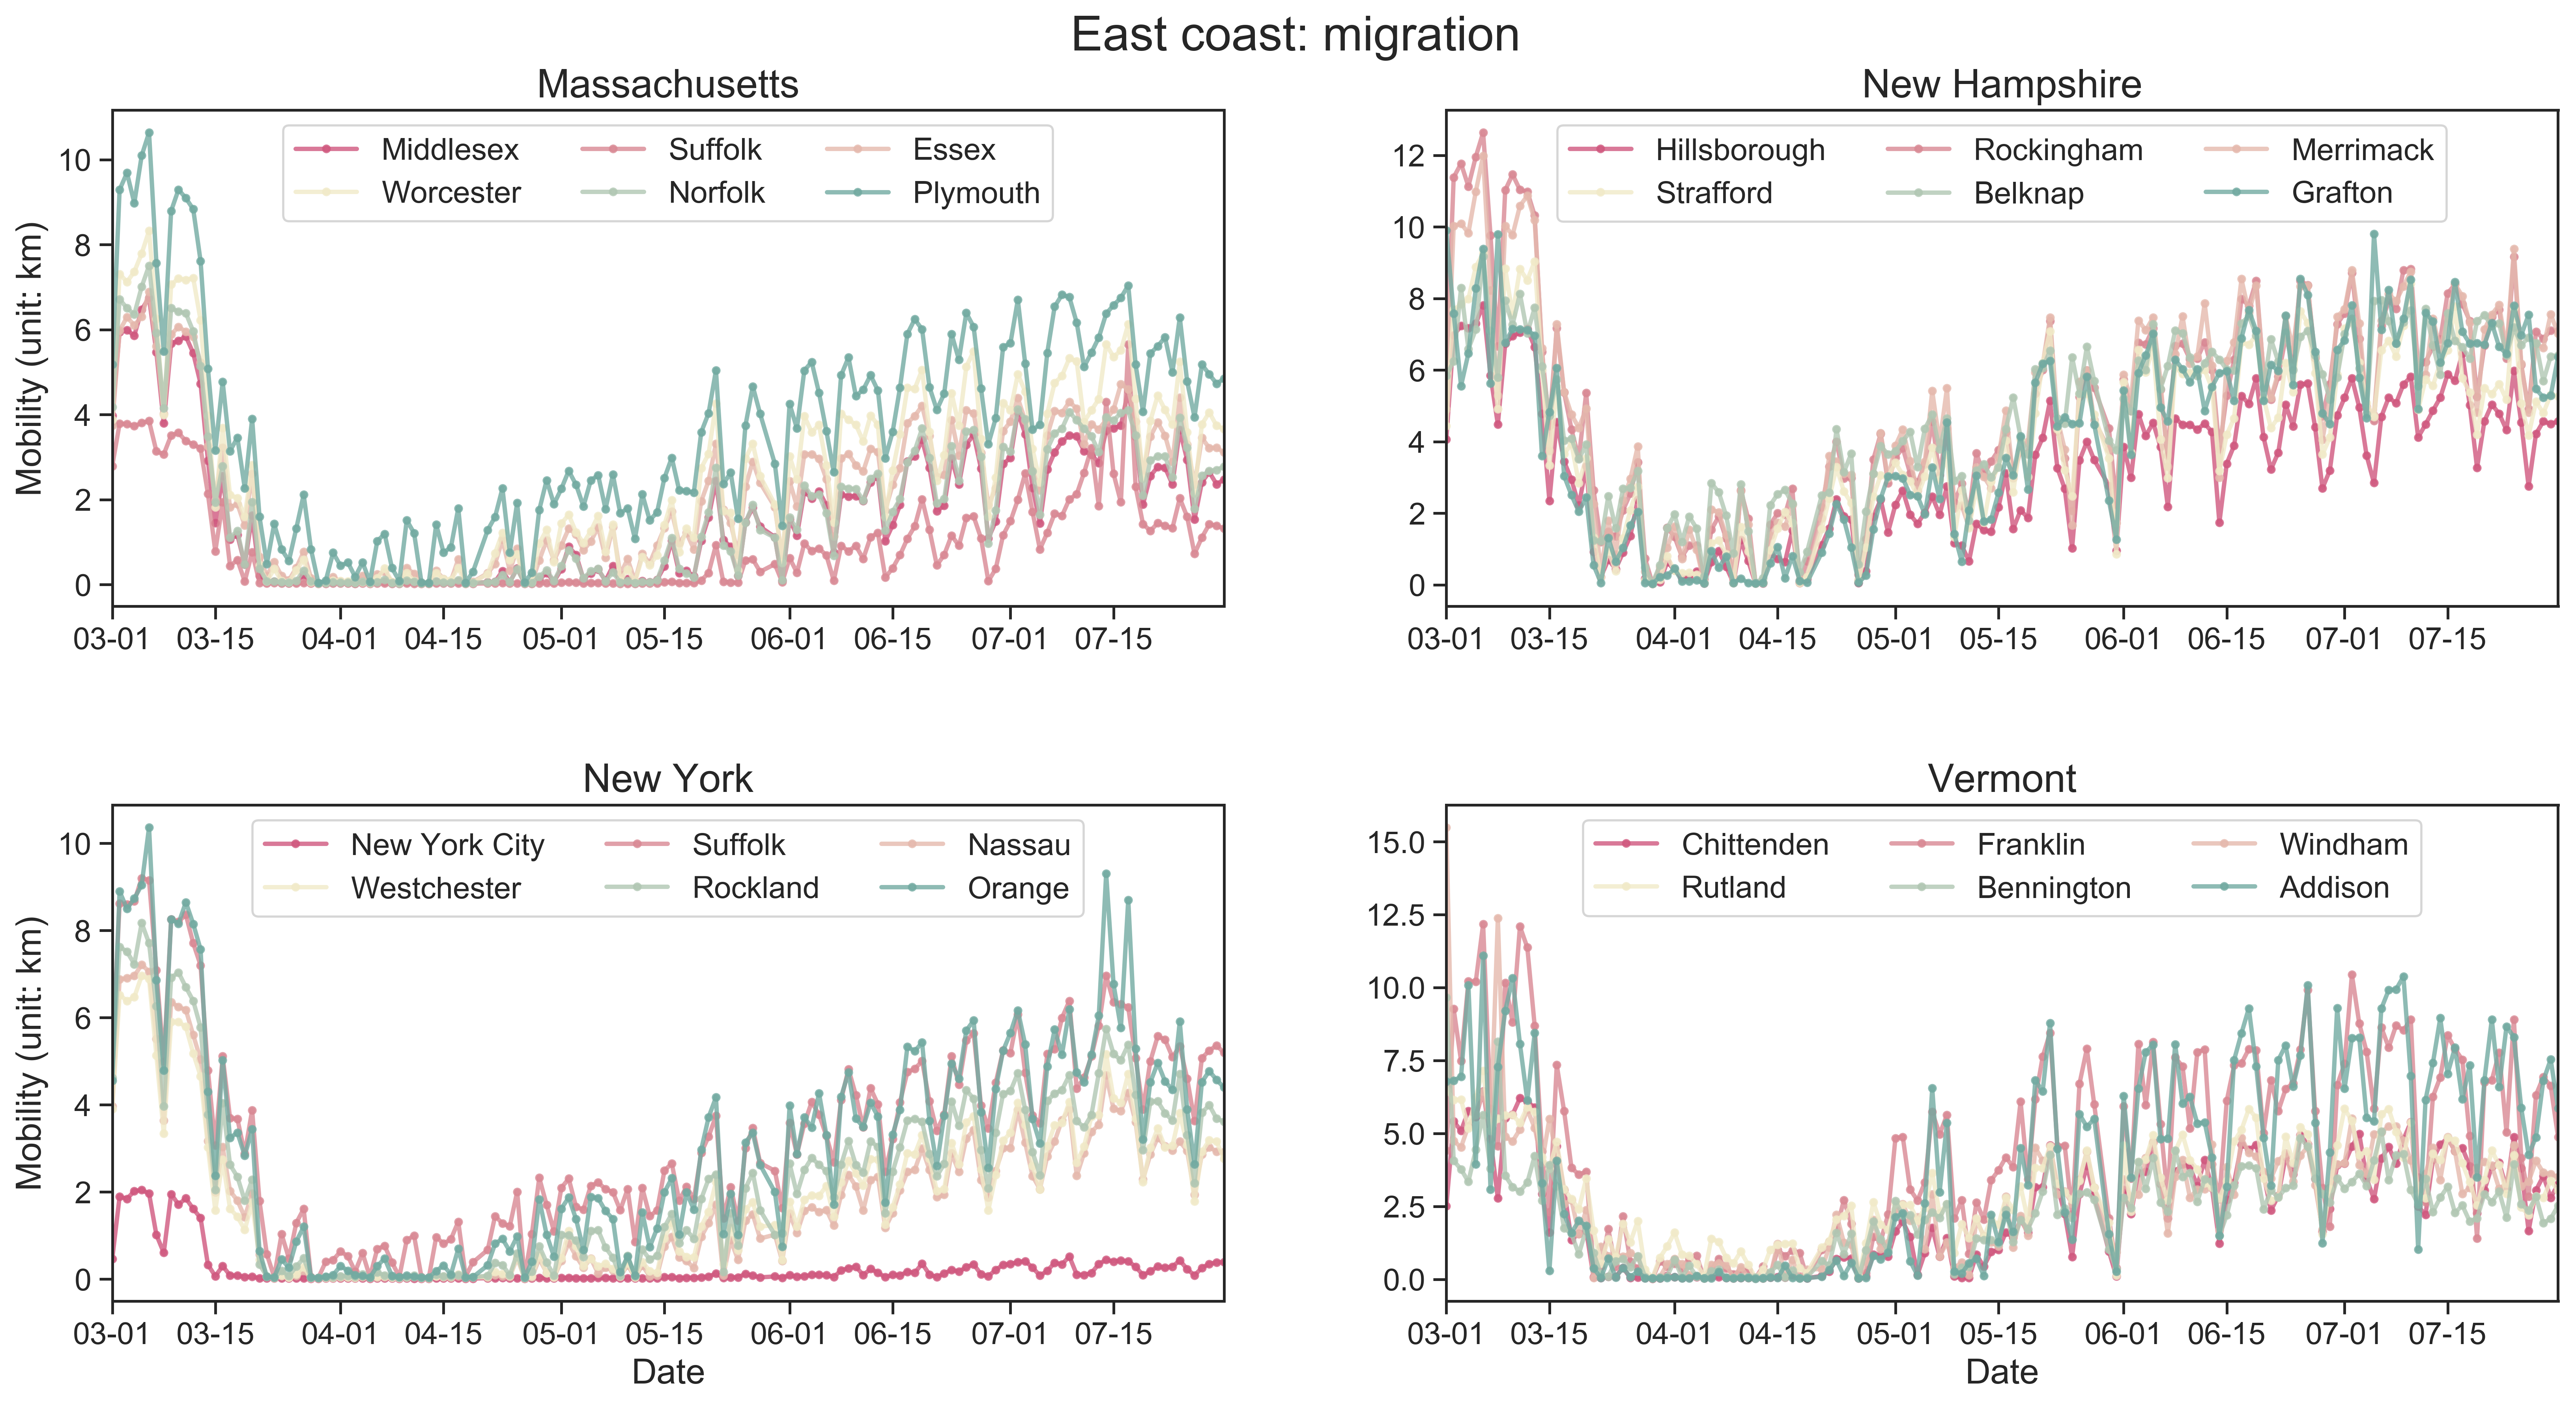 East coast: migration
Massachusetts
Mobility (unit: km)
10
8
6
4
2
0
Middlesex Suffolk Essex
Worcester Norfolk Plymouth
03-01 03-15 04-01 04-15 05-01 05-15 06-01 06-15 07-01 07-15
New Hampshire
12
10
8
6
4
2
0
Hillsborough Rockingham Merrimack
Strafford Belknap Grafton
03-01 03-15 04-01 04-15 05-01 05-15 06-01 06-15 07-01 07-15
New York
Mobility (unit: km)
10
8
6
4
2
0
New York City Suffolk Nassau
Westchester Rockland Orange
03-01 03-15 04-01 04-15 05-01 05-15 06-01 06-15 07-01 07-15
Date
Vermont
15.0
12.5
10.0
7.5
5.0
2.5
0.0
Chittenden Franklin Windham
Rutland Bennington Addison
03-01 03-15 04-01 04-15 05-01 05-15 06-01 06-15 07-01 07-15
Date